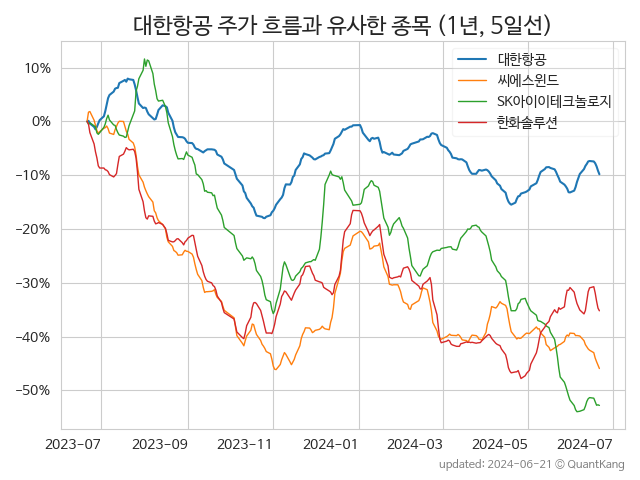 대한항공 주가 흐름과 유사한 종목 (1년, 5일선)
대한항공
씨에스윈드
SK아이이테크놀로지
한화솔루션
10%
0%
−10%
−20%
−30%
−40%
−50%
2023-07 2023-09 2023-11 2024-01 2024-03 2024-05 2024-07
updated: 2024-06-21 © QuantKang